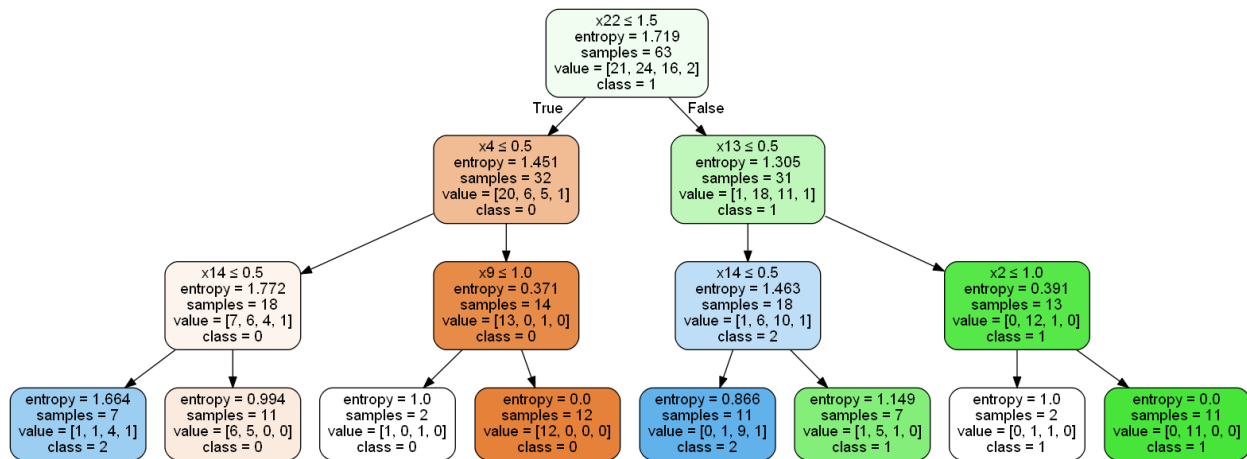 x22 ≤ 1.5
entropy = 1.719
samples = 63
value = [21, 24, 16, 2]
class = 1
True
False
x4 ≤ 0.5
entropy = 1.451
samples = 32
value = [20, 6, 5, 1]
class = 0
x13 ≤ 0.5
entropy = 1.305
samples = 31
value = [1, 18, 11, 1]
class = 1
x14 ≤ 0.5
entropy = 1.772
samples = 18
value = [7, 6, 4, 1]
class = 0
x9 ≤ 1.0
entropy = 0.371
samples = 14
value = [13, 0, 1, 0]
class = 0
x14 ≤ 0.5
entropy = 1.463
samples = 18
value = [1, 6, 10, 1]
class = 2
x2 ≤ 1.0
entropy = 0.391
samples = 13
value = [0, 12, 1, 0]
class = 1
entropy = 1.664
samples = 7
value = [1, 1, 4, 1]
class = 2
entropy = 0.994
samples = 11
value = [6, 5, 0, 0]
class = 0
entropy = 1.0
samples = 2
value = [1, 0, 1, 0]
class = 0
entropy = 0.0
samples = 12
value = [12, 0, 0, 0]
class = 0
entropy = 0.866
samples = 11
value = [0, 1, 9, 1]
class = 2
entropy = 1.149
samples = 7
value = [1, 5, 1, 0]
class = 1
entropy = 1.0
samples = 2
value = [0, 1, 1, 0]
class = 1
entropy = 0.0
samples = 11
value = [0, 11, 0, 0]
class = 1